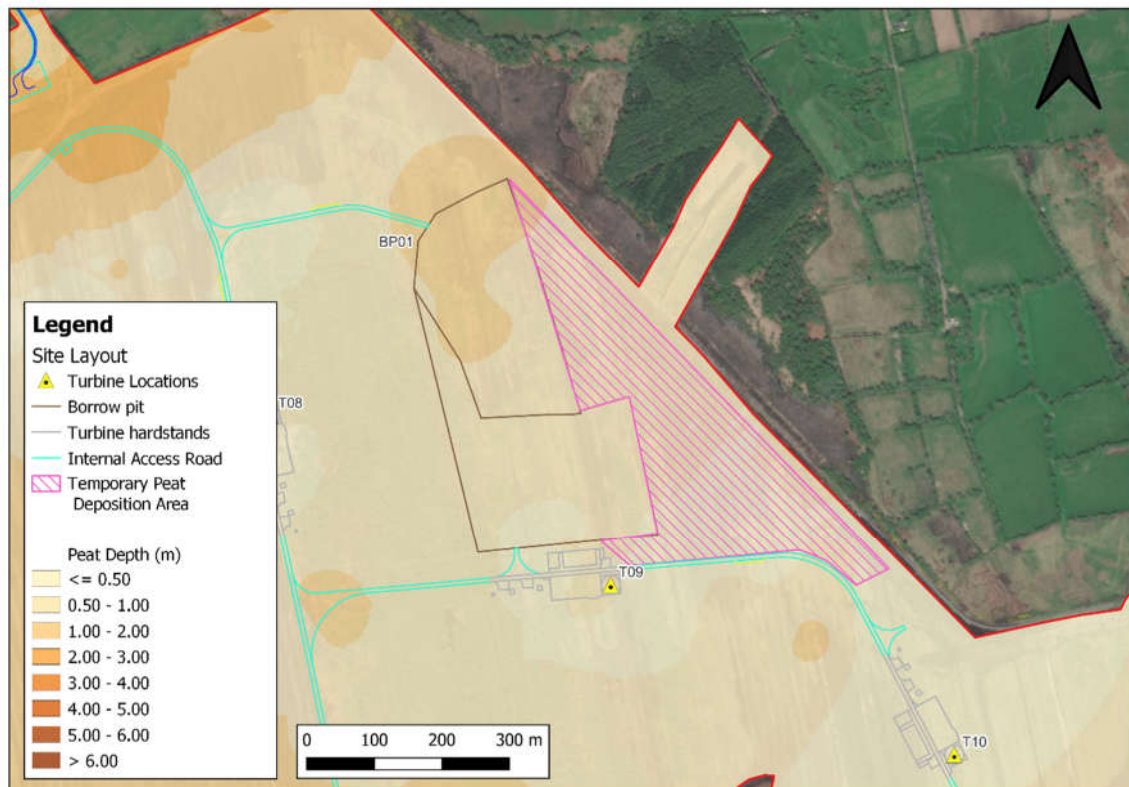 BP01
Legend
Site Layout
Turbine Locations
Borrow pit
Turbine hardstands
Internal Access Road
Temporary Peat
Deposition Area
Peat Depth (m)
<= 0.50
0.50 - 1.00
1.00 - 2.00
2.00 - 3.00
3.00 - 4.00
4.00 - 5.00
5.00 - 6.00
> 6.00
T08
T09
0 100 200 300 m
T10